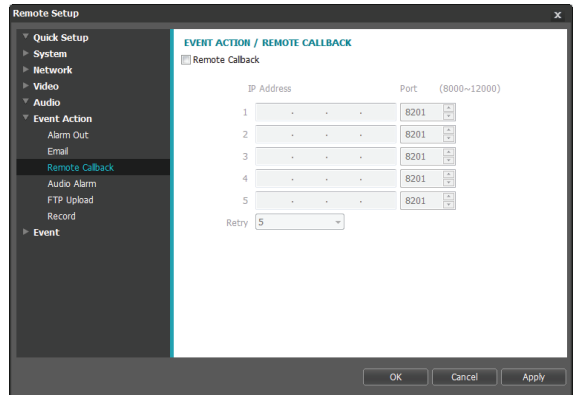 Remote Setup x
Quick Setup
System
Network
Video
Audio
Event Action
Alarm Out
Email
Remote Callback
Audio Alarm
FTP Upload
Record
Event
EVENT ACTION / REMOTE CALLBACK
Remote Calback
IP Address Port (8000~12000)
1 . . . 8201
2 . . . 8201
3 . . . 8201
4 . . . 8201
5 . . . 8201
Retry 5
OK Cancel Apply